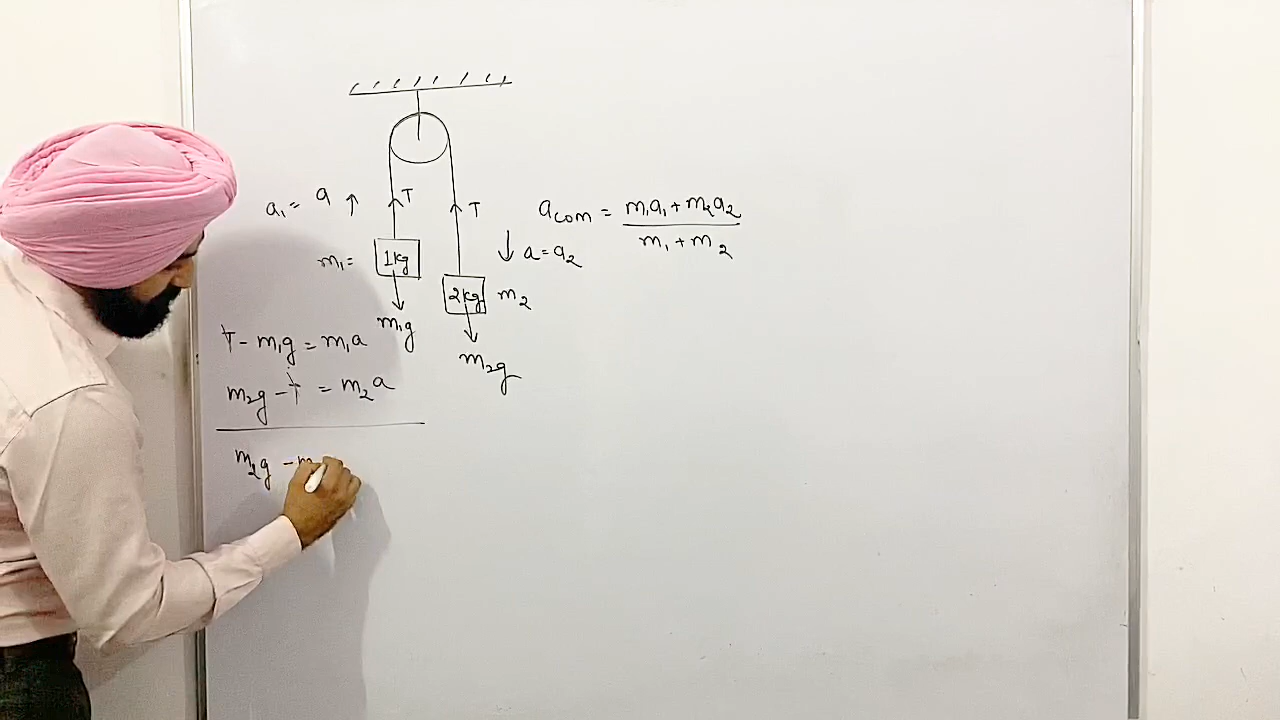 a₁ = a ↑
T
T
a_com = (m₁a₁ + m₂a₂) / (m₁ + m₂)
↓ a = a₂
m₁ =
1kg
2kg
m₂
m₁g
m₂g
T - m₁g = m₁a
m₂g - T = m₂a
m₂g - m